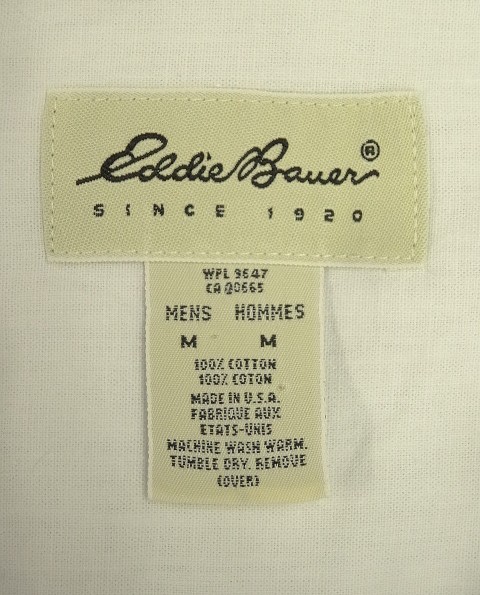 Eddie Bauer®
SINCE 1920
WPL 9647
CA 00665
MENS HOMMES
M M
100% COTTON
100% COTON
MADE IN U.S.A.
FABRIQUE AUX
ETATS-UNIS
MACHINE WASH WARM.
TUMBLE DRY. REMOVE
(OVER)